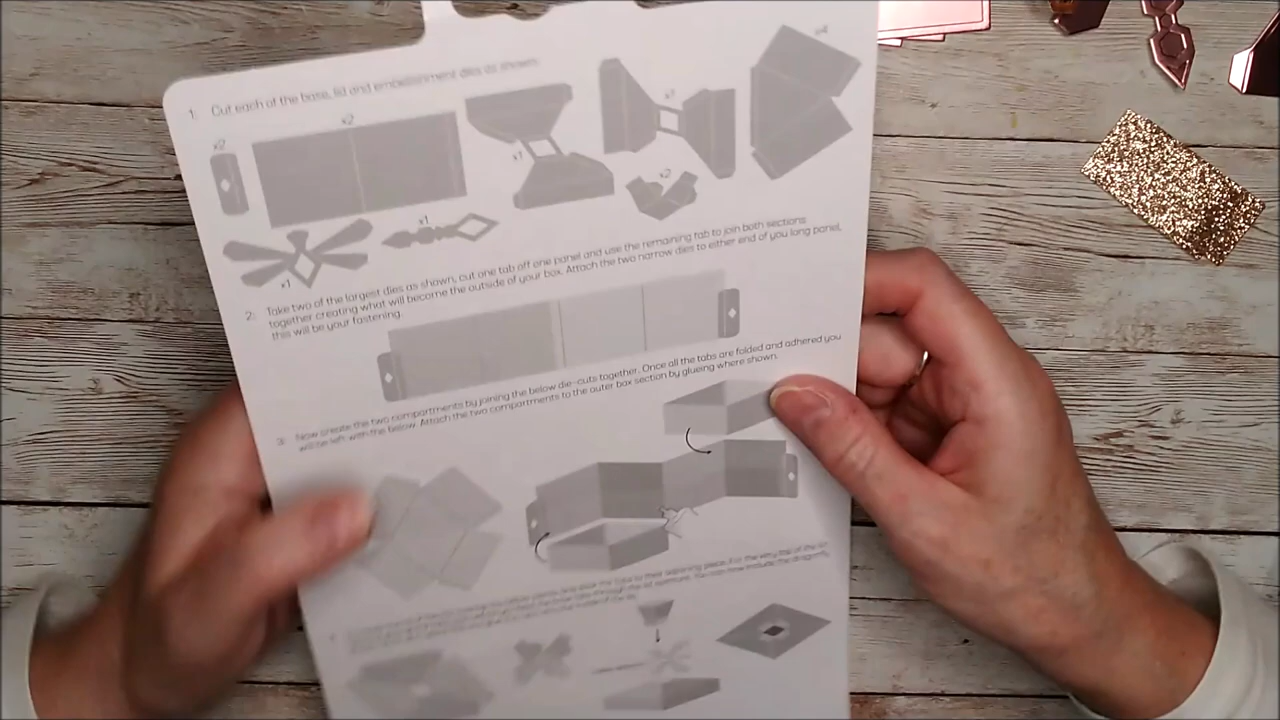 1. Cut each of the base, lid and embellishment dies as shown.
x4
x2
x2
x1
x1
x2
x1
x1
2: Take two of the largest dies as shown, cut one tab off one panel and use the remaining tab to join both sections
together creating what will become the outside of your box. Attach the two narrow dies to either end of you long panel,
this will be your fastening.
3: Now create the two compartments by joining the below die-cuts together. Once all the tabs are folded and adhered you
will be left with the below. Attach the two compartments to the outer box section by glueing where shown.